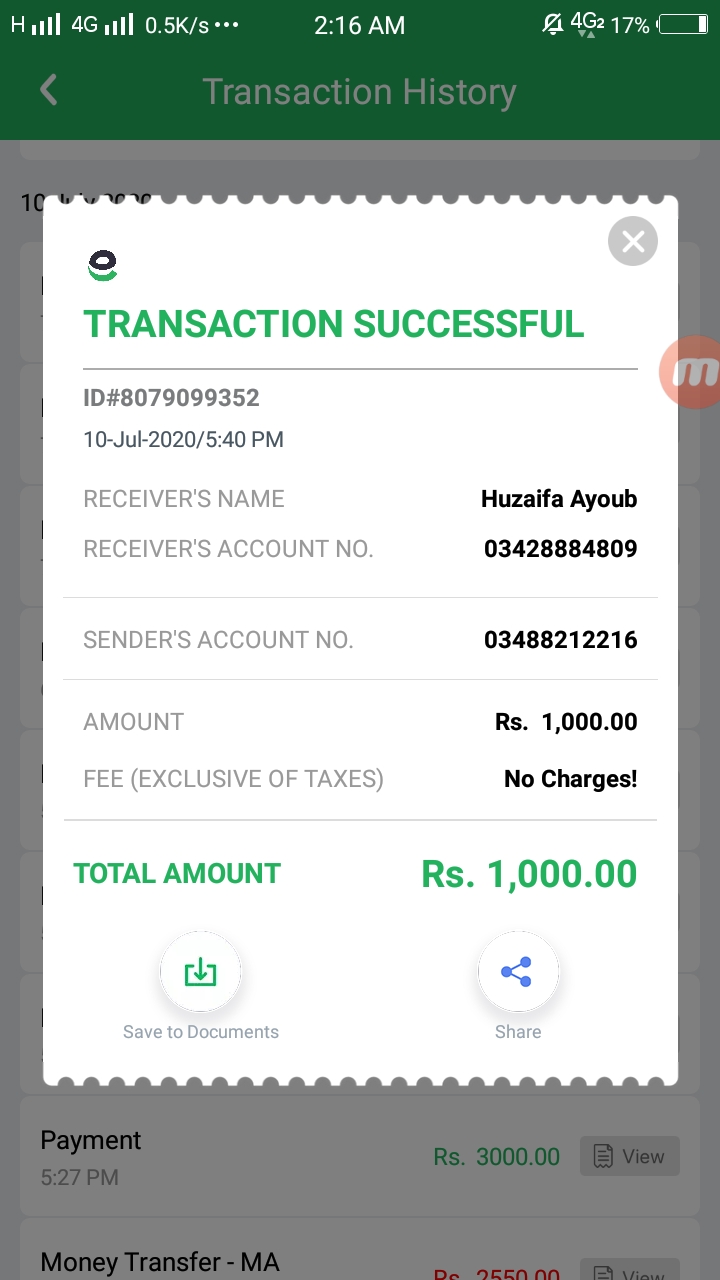 H 4G 0.5K/s ... 2:16 AM 4G2 17%
Transaction History
TRANSACTION SUCCESSFUL
ID#8079099352
10-Jul-2020/5:40 PM
RECEIVER'S NAME Huzaifa Ayoub
RECEIVER'S ACCOUNT NO. 03428884809
SENDER'S ACCOUNT NO. 03488212216
AMOUNT Rs. 1,000.00
FEE (EXCLUSIVE OF TAXES) No Charges!
TOTAL AMOUNT Rs. 1,000.00
Save to Documents Share
Payment Rs. 3000.00 View
5:27 PM
Money Transfer - MA Rs. 2550.00 View